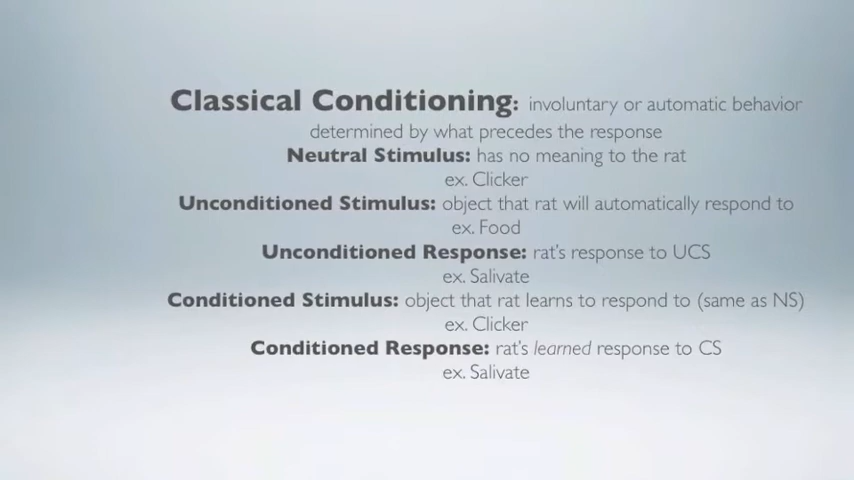 Classical Conditioning: involuntary or automatic behavior
determined by what precedes the response
Neutral Stimulus: has no meaning to the rat
ex. Clicker
Unconditioned Stimulus: object that rat will automatically respond to
ex. Food
Unconditioned Response: rat's response to UCS
ex. Salivate
Conditioned Stimulus: object that rat learns to respond to (same as NS)
ex. Clicker
Conditioned Response: rat's learned response to CS
ex. Salivate